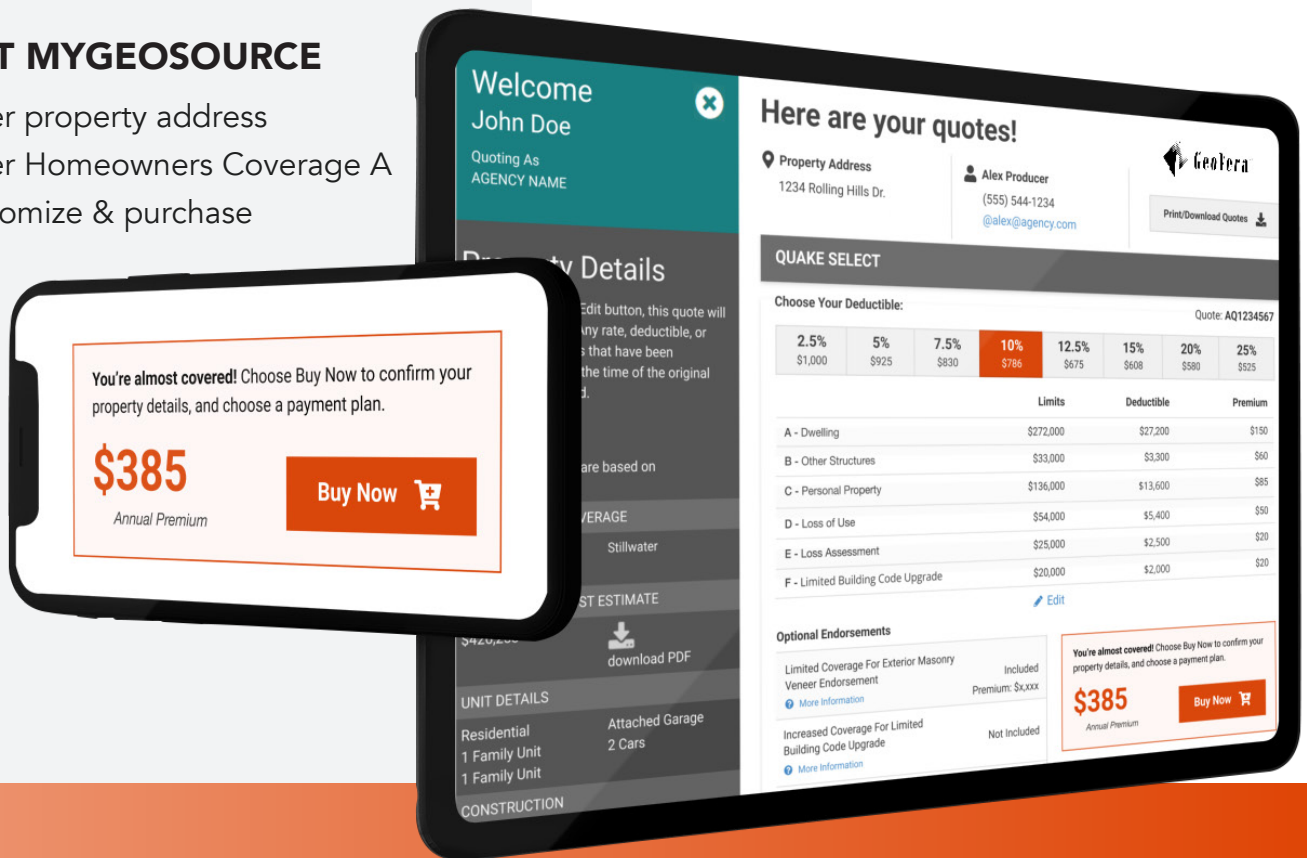 T MYGEOSOURCE
er property address
er Homeowners Coverage A
omize & purchase
You're almost covered! Choose Buy Now to confirm your
property details, and choose a payment plan.
$385
Annual Premium
Buy Now
Welcome
John Doe
Quoting As
AGENCY NAME
Details
Edit button, this quote will
Any rate, deductible, or
s that have been
the time of the original
d.
are based on
VERAGE
Stillwater
ST ESTIMATE
download PDF
UNIT DETAILS
Residential
1 Family Unit
1 Family Unit
Attached Garage
2 Cars
CONSTRUCTION
Here are your quotes!
Property Address
1234 Rolling Hills Dr.
Alex Producer
(555) 544-1234
@alex@agency.com
GeoVera
Print/Download Quotes
QUAKE SELECT
Choose Your Deductible:
Quote: AQ1234567
2.5% 5% 7.5% 10% 12.5% 15% 20% 25%
$1,000 $925 $830 $786 $675 $608 $580 $525
Limits Deductible Premium
A - Dwelling $272,000 $27,200 $150
B - Other Structures $33,000 $3,300 $60
C - Personal Property $136,000 $13,600 $85
D - Loss of Use $54,000 $5,400 $50
E - Loss Assessment $25,000 $2,500 $20
F - Limited Building Code Upgrade $20,000 $2,000 $20
Edit
Optional Endorsements
Limited Coverage For Exterior Masonry
Veneer Endorsement
Included
Premium: $x,xxx
More Information
Increased Coverage For Limited
Building Code Upgrade
Not Included
More Information
You're almost covered! Choose Buy Now to confirm your
property details, and choose a payment plan.
$385
Annual Premium
Buy Now